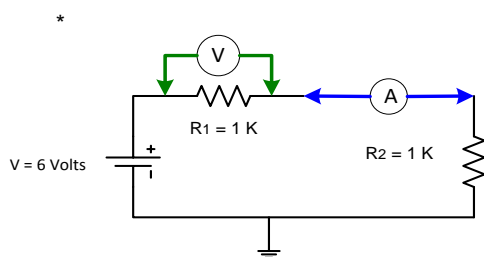 *
V
A
R1 = 1 K
R2 = 1 K
V = 6 Volts
+
-